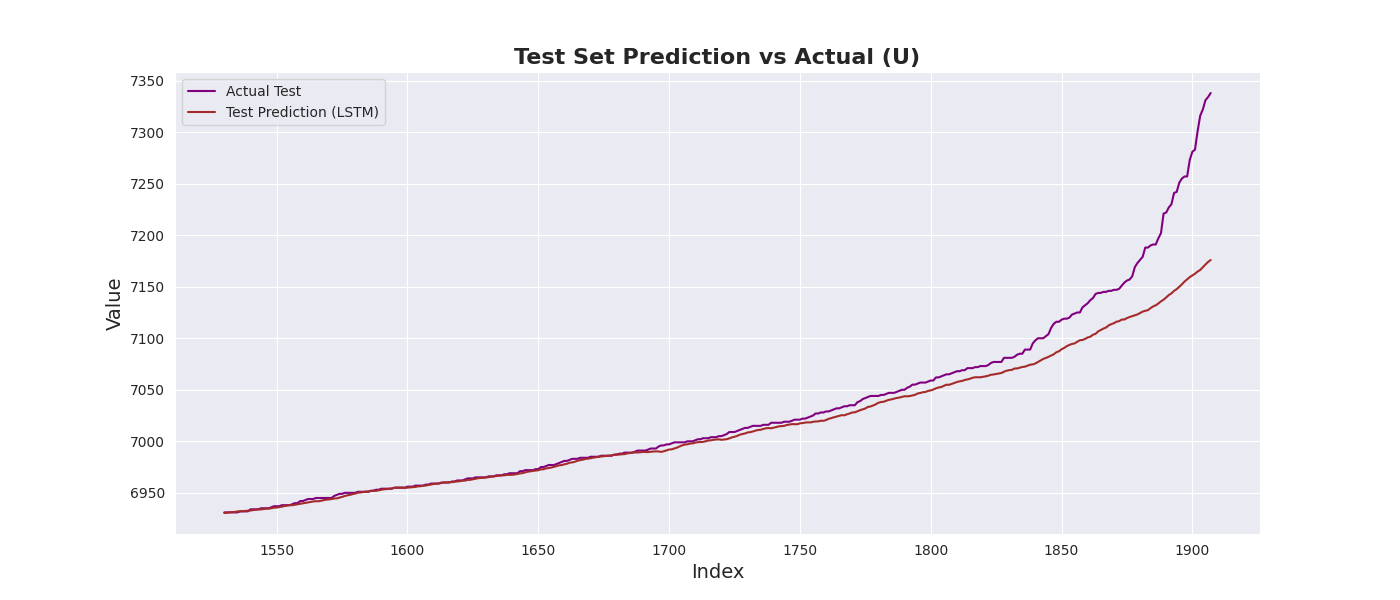 Test Set Prediction vs Actual (U)
Actual Test
Test Prediction (LSTM)
Value
7350
7300
7250
7200
7150
7100
7050
7000
6950
1550 1600 1650 1700 1750 1800 1850 1900
Index